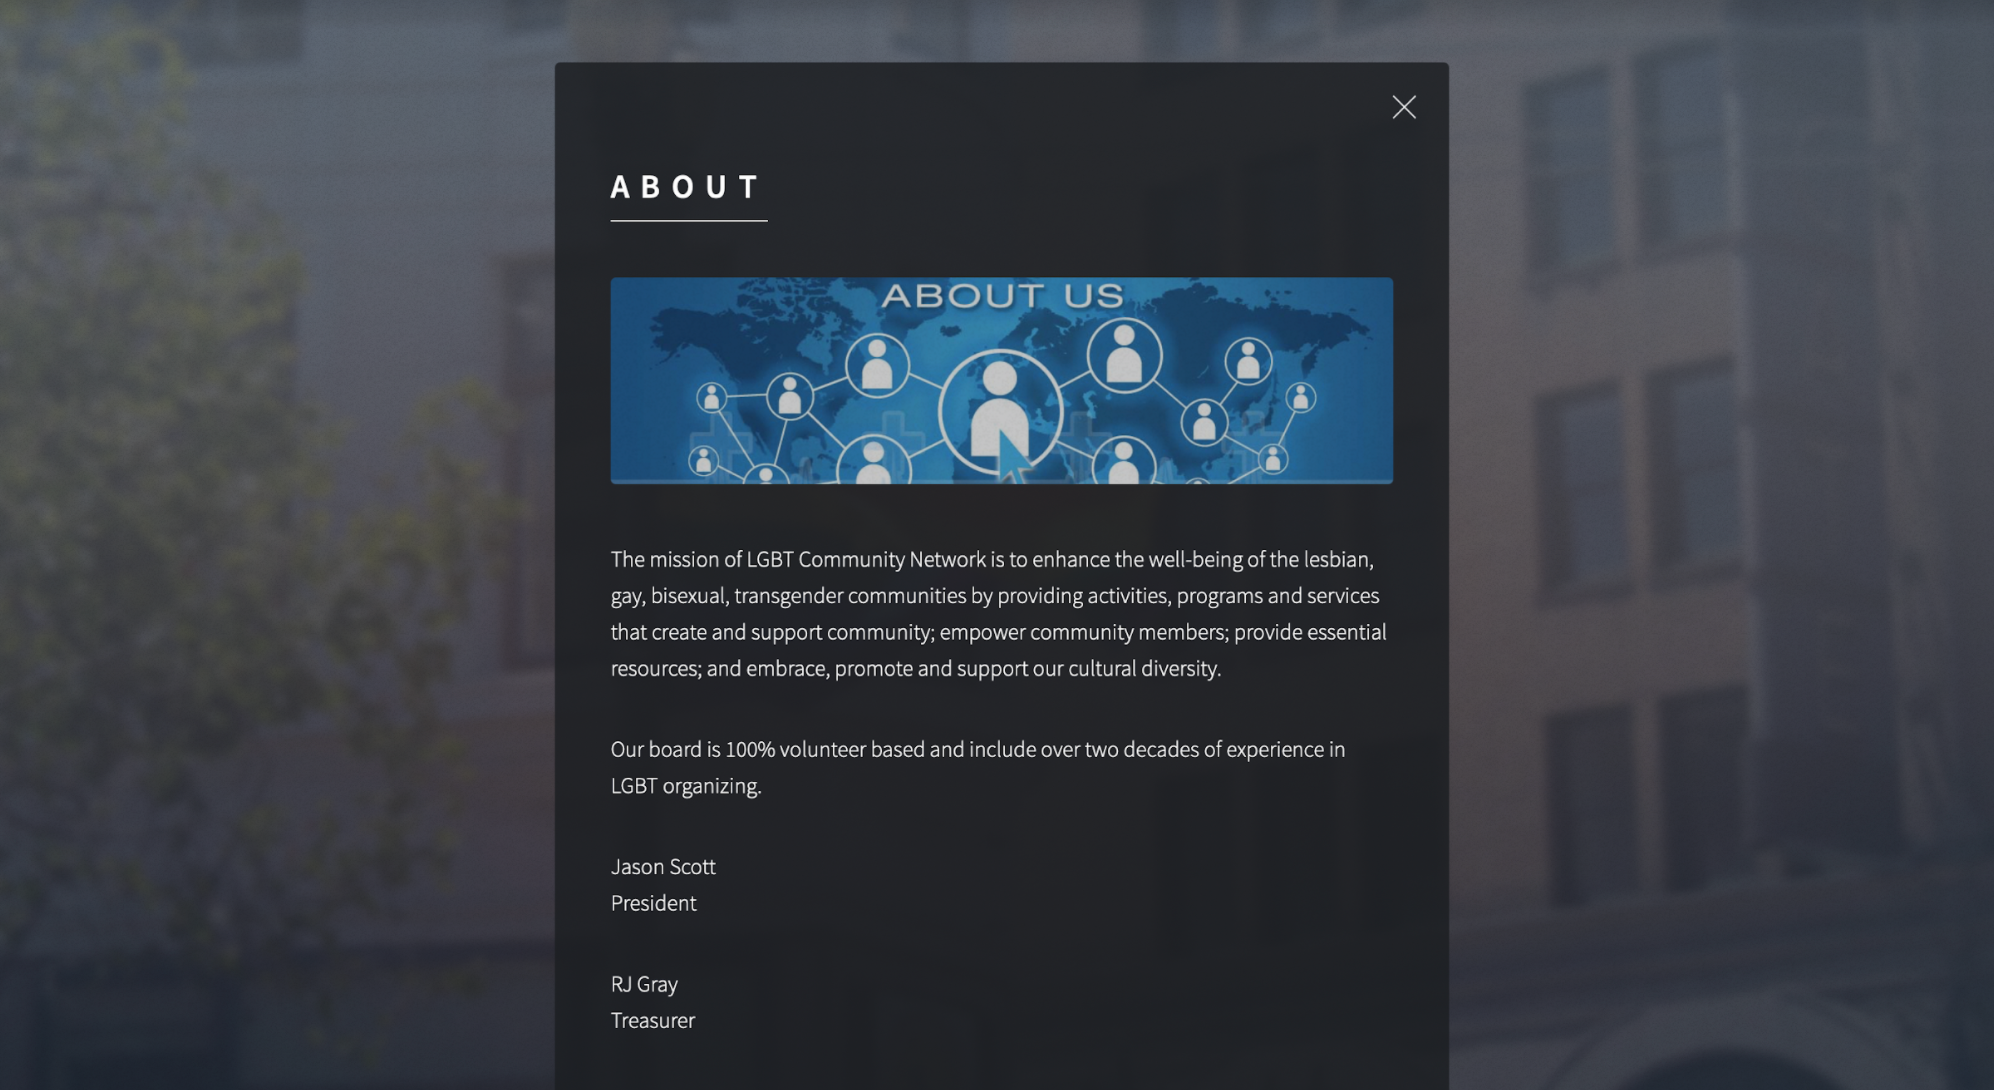 ABOUT
ABOUT US
The mission of LGBT Community Network is to enhance the well-being of the lesbian,
gay, bisexual, transgender communities by providing activities, programs and services
that create and support community; empower community members; provide essential
resources; and embrace, promote and support our cultural diversity.
Our board is 100% volunteer based and include over two decades of experience in
LGBT organizing.
Jason Scott
President
RJ Gray
Treasurer